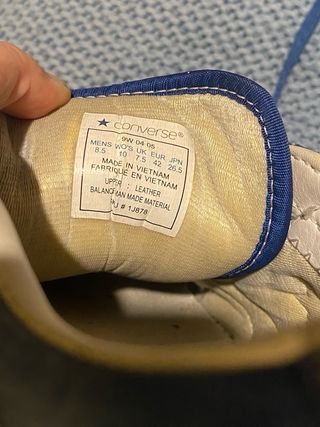 converse®
9W 04 05
MENS WO'S UK EUR JPN
8.5 10 7.5 42 26.5
MADE IN VIETNAM
FABRIQUE EN VIETNAM
UPPER : LEATHER
BALANCE MAN MADE MATERIAL
# 1J878